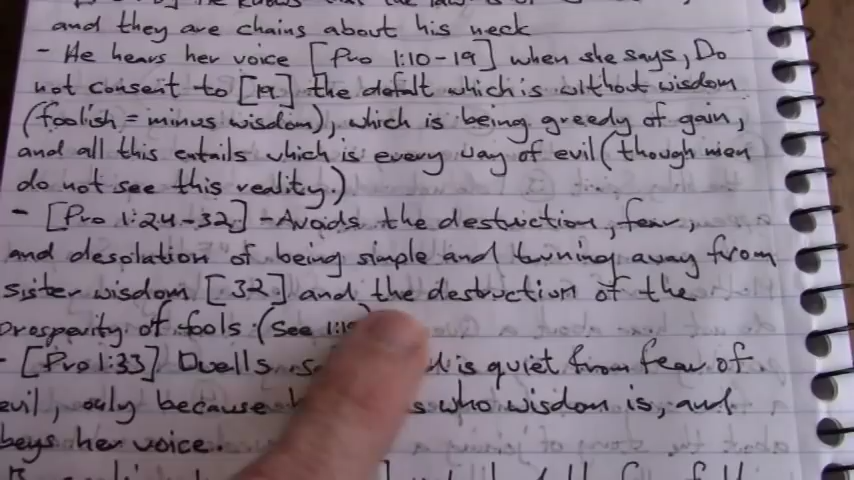 and they are chains about his neck
- He hears her voice [Pro 1:10-19] when she says, Do
not consent to [19] the defalt which is without wisdom
(foolish = minus wisdom), which is being greedy of gain,
and all this entails which is every way of evil (though men
do not see this reality.)
- [Pro 1:24-32] - Avoids the destruction, fear,
and desolation of being simple and turning away from
sister wisdom [32] and the destruction of the
prosperity of fools (See
- [Pro 1:33] Dwells is quiet from fear of
evil, only because who wisdom is, and
beys her voice.